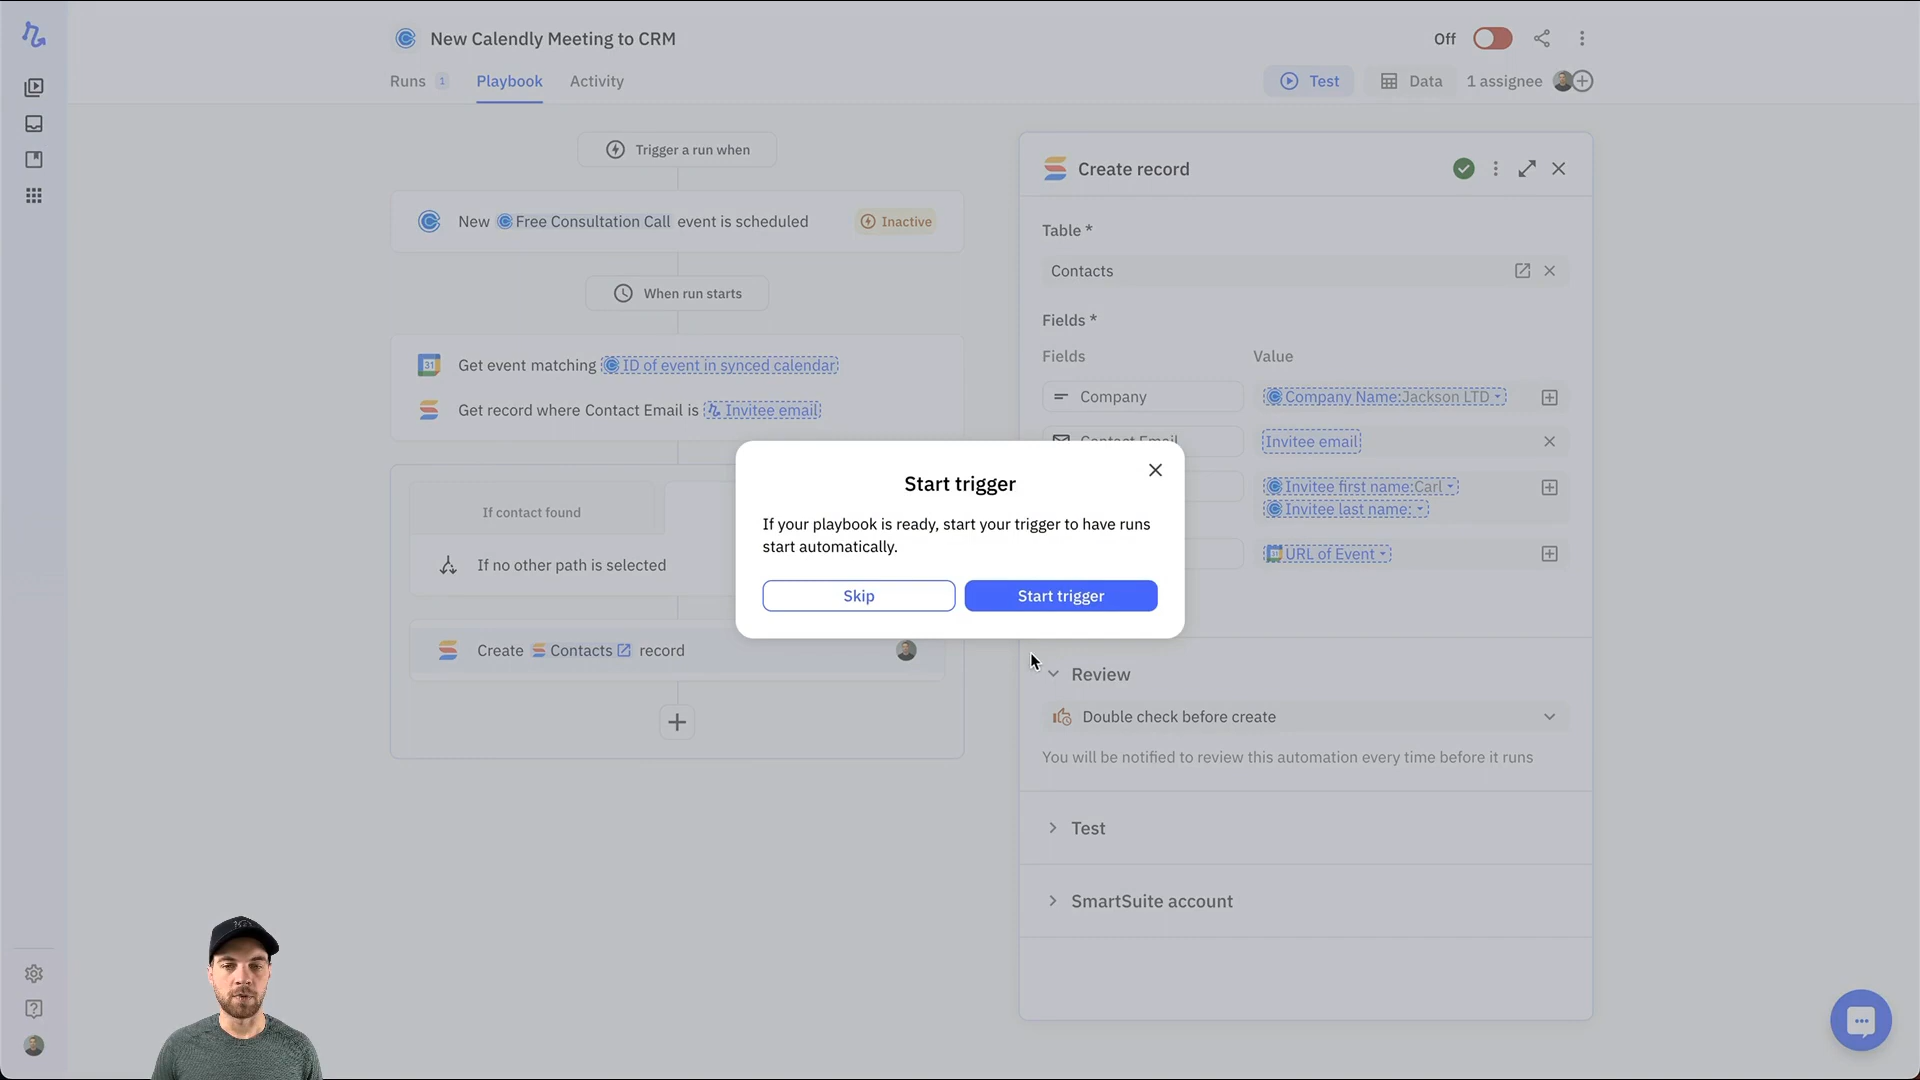 New Calendly Meeting to CRM
Off
Runs 1
Playbook
Activity
Test
Data
1 assignee
Trigger a run when
New Free Consultation Call event is scheduled
Inactive
When run starts
31 Get event matching ID of event in synced calendar
Get record where Contact Email is Invitee email
If contact found
If no other path is selected
Create Contacts record
Create record
Table *
Contacts
Fields *
Fields
Value
Company
Company Name:Jackson LTD
Contact Email
Invitee email
Invitee first name:Carl
Invitee last name:
31 URL of Event
Start trigger
If your playbook is ready, start your trigger to have runs
start automatically.
Skip
Start trigger
Review
Double check before create
You will be notified to review this automation every time before it runs
Test
SmartSuite account